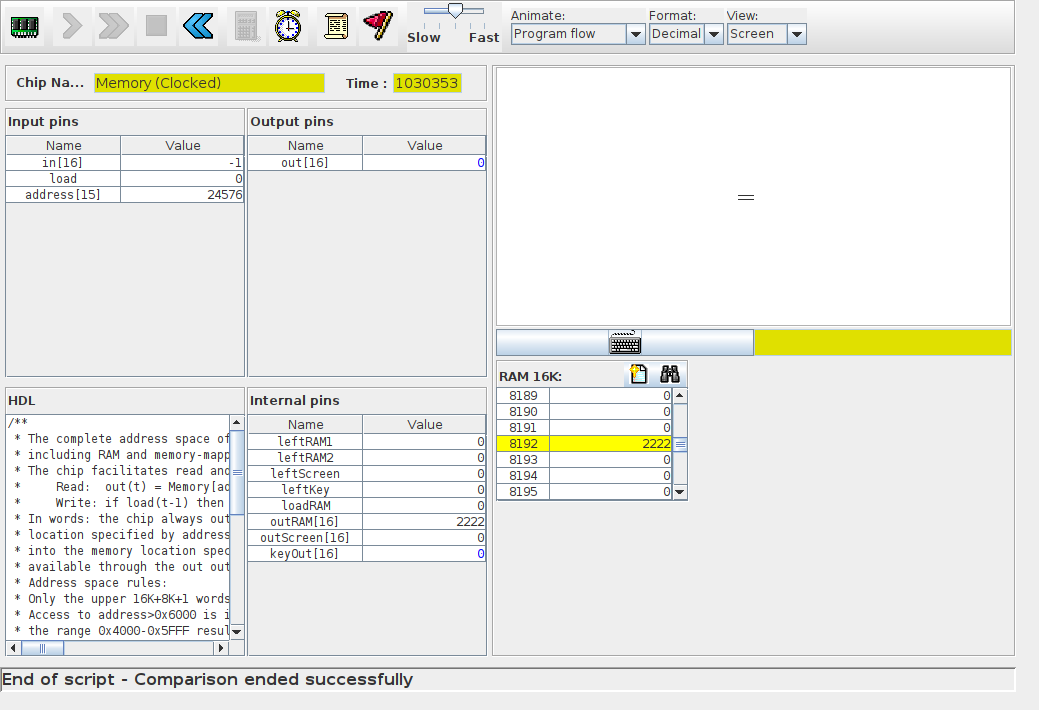 Slow Fast
Animate:
Program flow
Format:
Decimal
View:
Screen
Chip Na... Memory (Clocked) Time : 1030353
Input pins
Name Value
in[16] -1
load 0
address[15] 24576
Output pins
Name Value
out[16] 0
HDL
/**
* The complete address space of
* including RAM and memory-mapp
* The chip facilitates read and
* Read: out(t) = Memory[ad
* Write: if load(t-1) then
* In words: the chip always out
* location specified by address
* into the memory location spec
* available through the out out
* Address space rules:
* Only the upper 16K+8K+1 words
* Access to address>0x6000 is i
* the range 0x4000-0x5FFF resul
Internal pins
Name Value
leftRAM1 0
leftRAM2 0
leftScreen 0
leftKey 0
loadRAM 0
outRAM[16] 2222
outScreen[16] 0
keyOut[16] 0
RAM 16K:
8189 0
8190 0
8191 0
8192 2222
8193 0
8194 0
8195 0
End of script - Comparison ended successfully